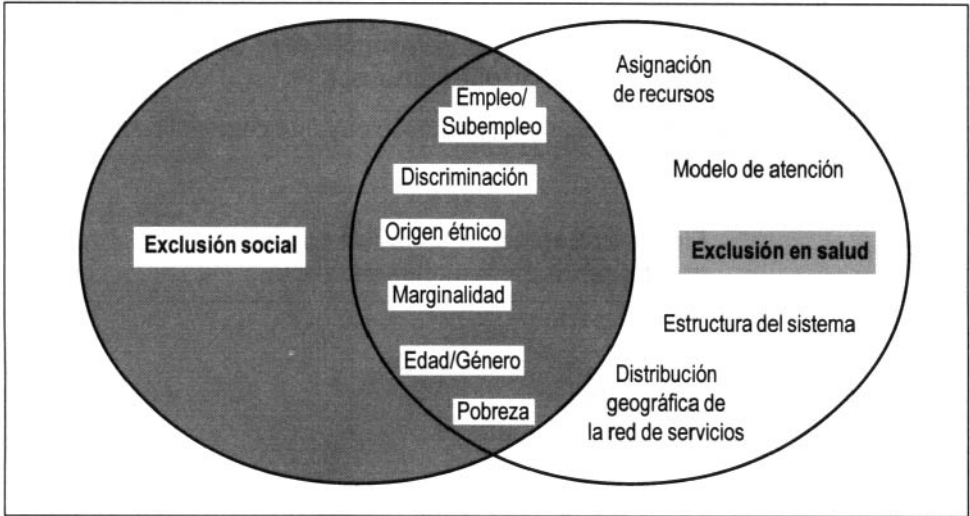 Exclusión social
Empleo/
Subempleo
Discriminación
Origen étnico
Marginalidad
Edad/Género
Pobreza
Asignación
de recursos
Modelo de atención
Exclusión en salud
Estructura del sistema
Distribución
geográfica de
la red de servicios